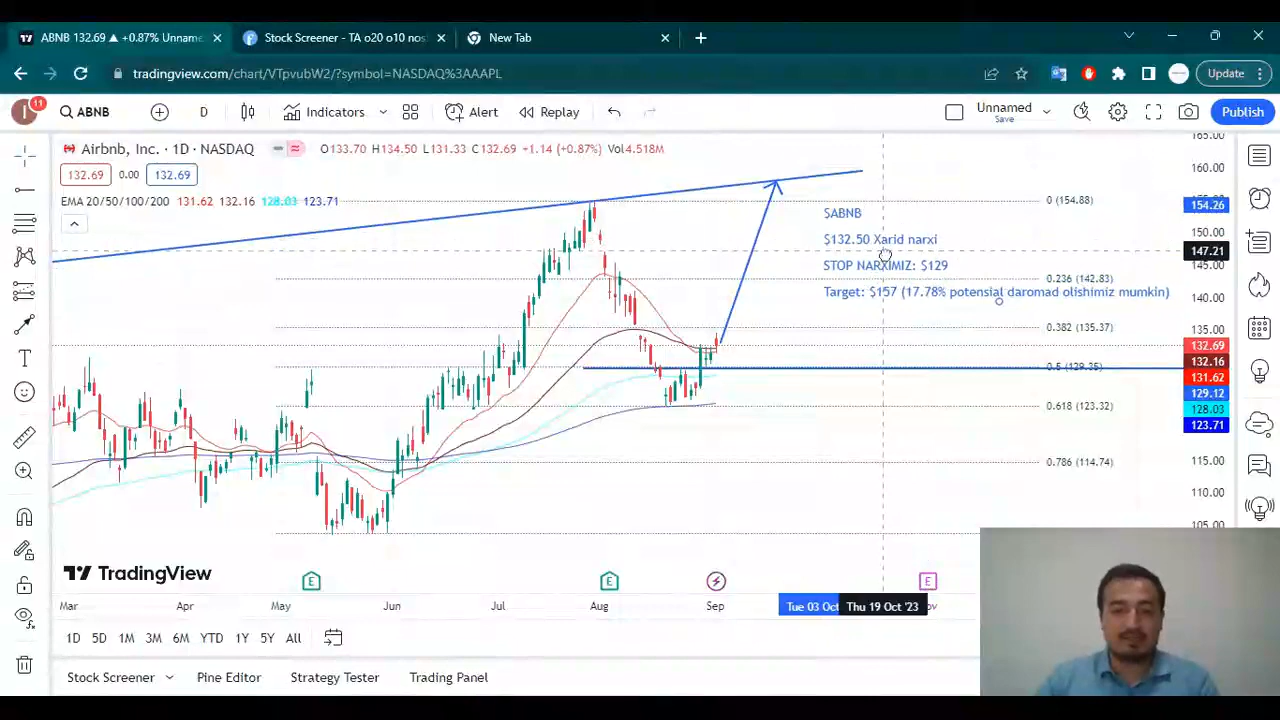 ABNB 132.69 ▲ +0.87% Unname
Stock Screener - TA o20 o10 nos
New Tab
tradingview.com/chart/VTpvubW2/?symbol=NASDAQ%3AAAPL
Update
11
I
ABNB
D
Indicators
Alert
Replay
Unnamed
Save
Publish
Airbnb, Inc. · 1D · NASDAQ
O133.70 H134.50 L131.33 C132.69 +1.14 (+0.87%) Vol4.518M
132.69 0.00 132.69
EMA 20/50/100/200 131.62 132.16 128.03 123.71
$ABNB
$132.50 Xarid narxi
STOP NARXIMIZ: $129
Target: $157 (17.78% potensial daromad olishimiz mumkin)
0 (154.88)
0.236 (142.83)
0.382 (135.37)
0.5 (129.35)
0.618 (123.32)
0.786 (114.74)
165.00
160.00
154.26
150.00
147.21
145.00
140.00
135.00
132.69
132.16
131.62
129.12
128.03
123.71
115.00
110.00
105.00
TradingView
E
E
E
Mar
Apr
May
Jun
Jul
Aug
Sep
Tue 03 Oct
Thu 19 Oct '23
1D 5D 1M 3M 6M YTD 1Y 5Y All
Stock Screener
Pine Editor
Strategy Tester
Trading Panel